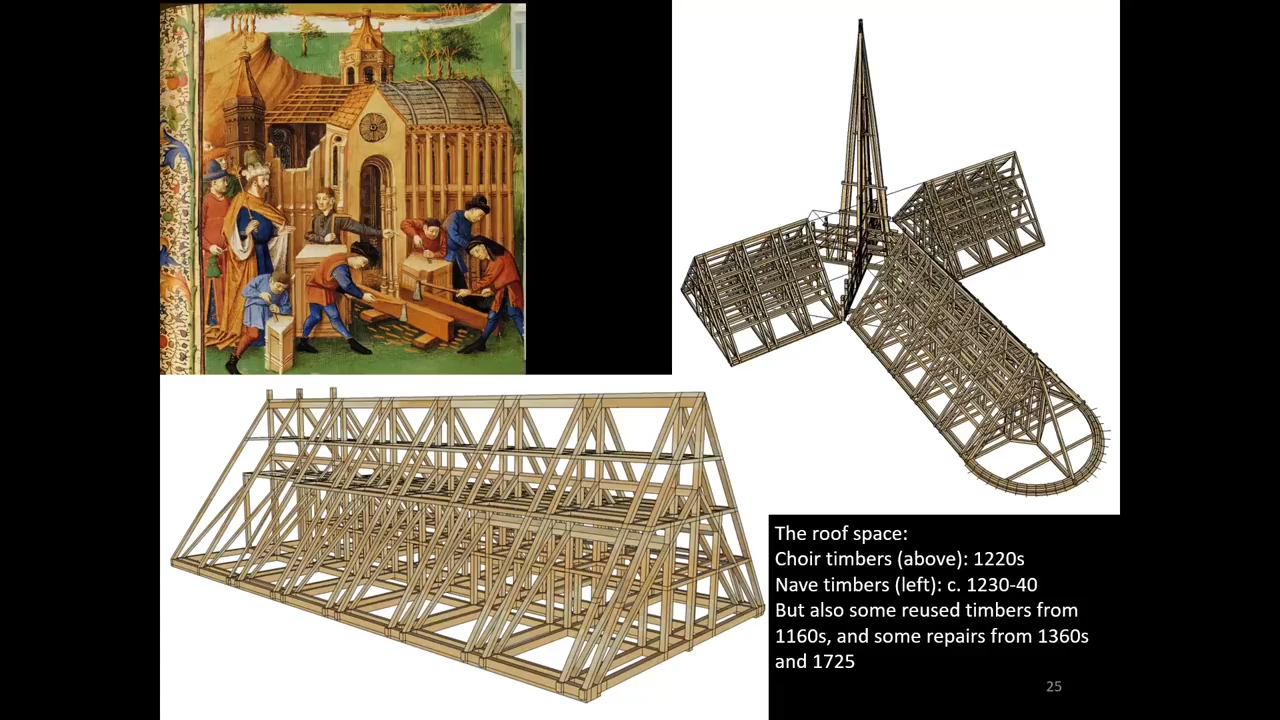 The roof space:
Choir timbers (above): 1220s
Nave timbers (left): c. 1230-40
But also some reused timbers from
1160s, and some repairs from 1360s
and 1725
25